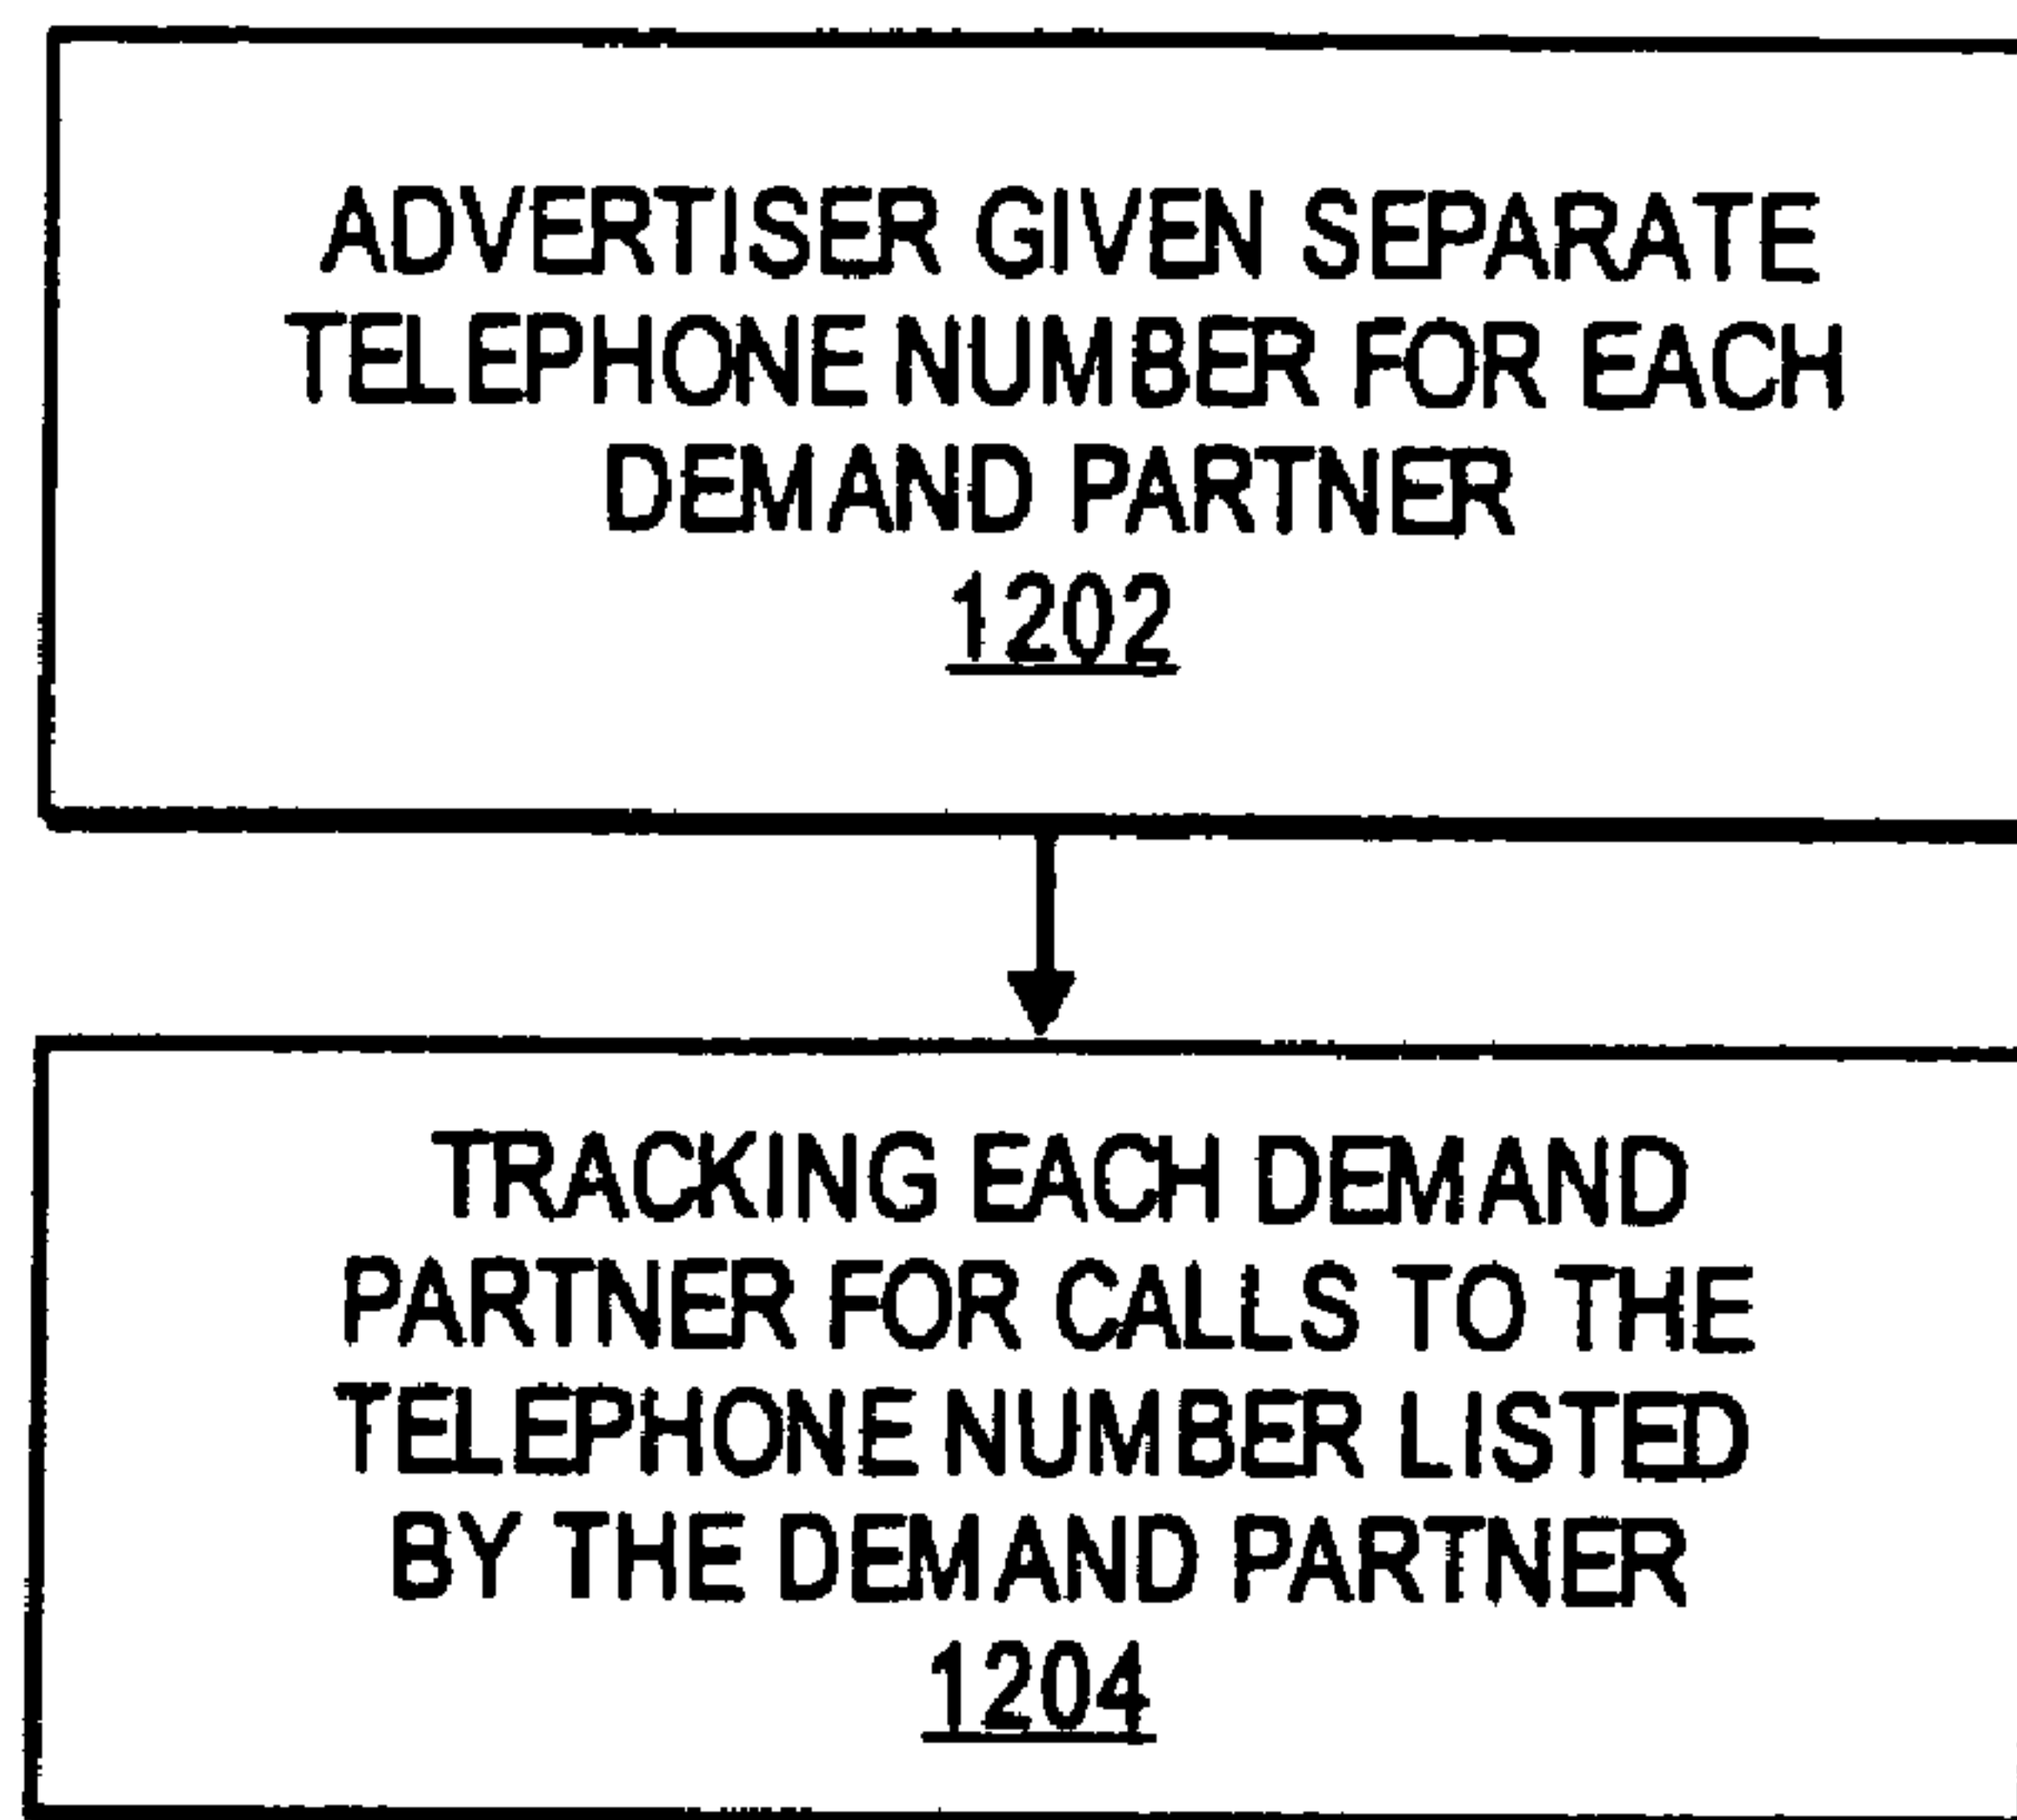 ADVERTISER GIVEN SEPARATE
TELEPHONE NUMBER FOR EACH
DEMAND PARTNER
1202
TRACKING EACH DEMAND
PARTNER FOR CALLS TO THE
TELEPHONE NUMBER LISTED
BY THE DEMAND PARTNER
1204